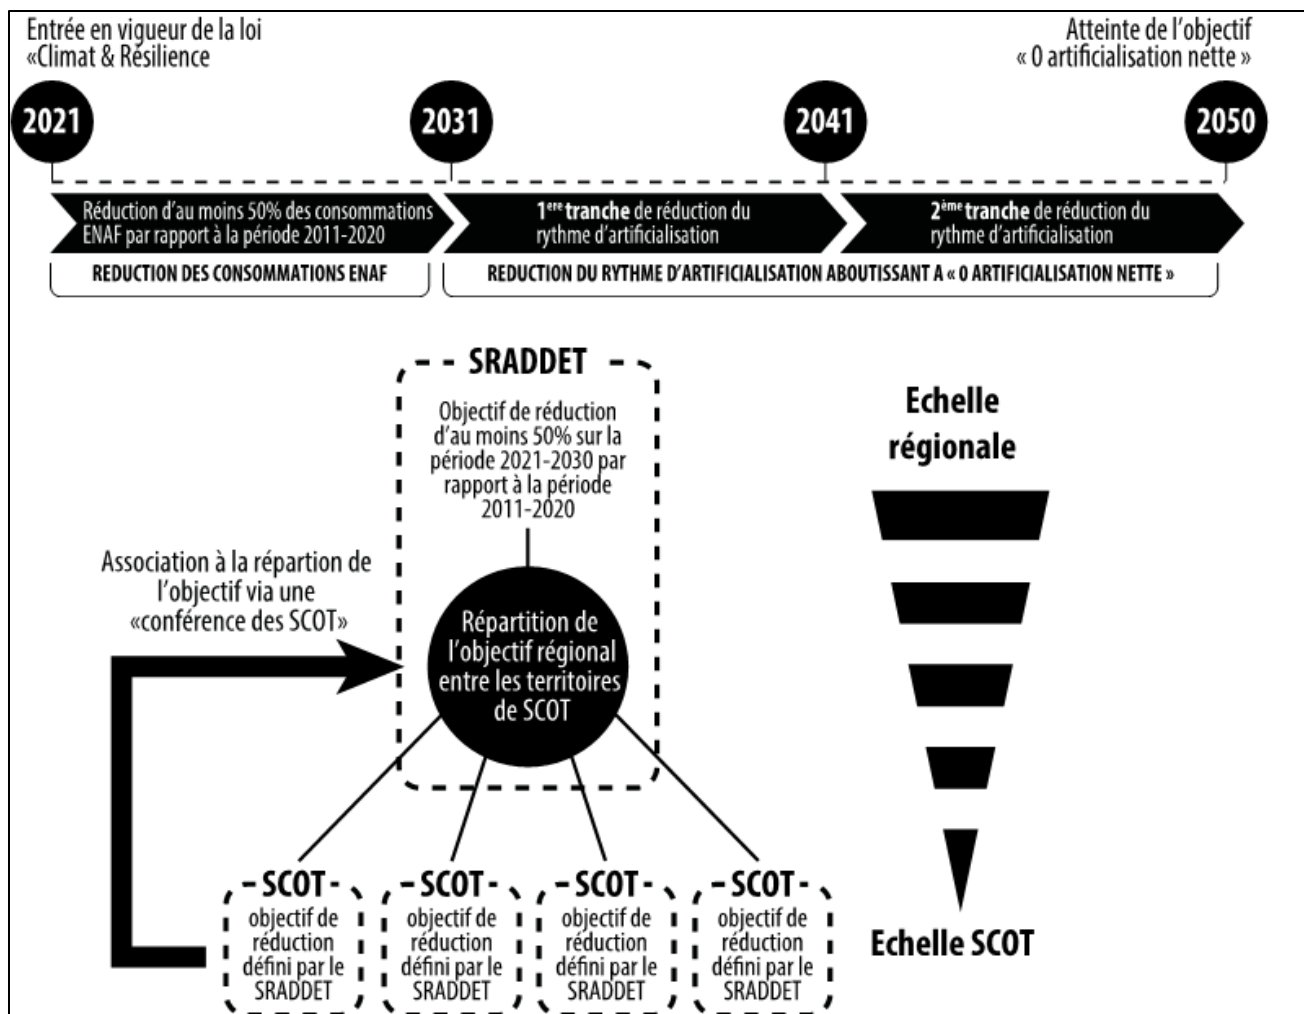 Entrée en vigueur de la loi
«Climat & Résilience
Atteinte de l'objectif
« 0 artificialisation nette »
2021
2031
2041
2050
Réduction d'au moins 50% des consommations
ENAF par rapport à la période 2011-2020
1ere tranche de réduction du
rythme d'artificialisation
2ème tranche de réduction du
rythme d'artificialisation
REDUCTION DES CONSOMMATIONS ENAF
REDUCTION DU RYTHME D'ARTIFICIALISATION ABOUTISSANT A « 0 ARTIFICIALISATION NETTE »
SRADDET
Objectif de réduction
d'au moins 50% sur la
période 2021-2030 par
rapport à la période
2011-2020
Echelle
régionale
Association à la répartion de
l'objectif via une
«conférence des SCOT»
Répartition de
l'objectif régional
entre les territoires
de SCOT
SCOT
objectif de
réduction
défini par le
SRADDET
SCOT
objectif de
réduction
défini par le
SRADDET
SCOT
objectif de
réduction
défini par le
SRADDET
SCOT
objectif de
réduction
défini par le
SRADDET
Echelle SCOT